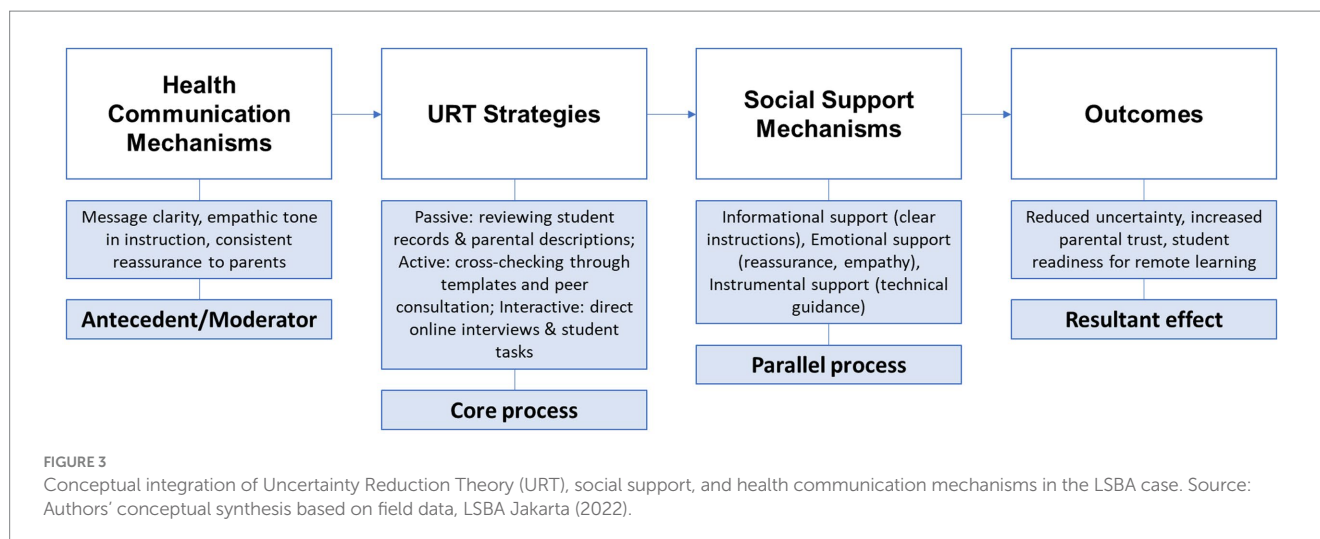 Health
Communication
Mechanisms
Message clarity, empathic tone
in instruction, consistent
reassurance to parents
Antecedent/Moderator
URT Strategies
Passive: reviewing student
records & parental descriptions;
Active: cross-checking through
templates and peer
consultation; Interactive: direct
online interviews & student
tasks
Core process
Social Support
Mechanisms
Informational support (clear
instructions), Emotional support
(reassurance, empathy),
Instrumental support (technical
guidance)
Parallel process
Outcomes
Reduced uncertainty, increased
parental trust, student
readiness for remote learning
Resultant effect
FIGURE 3
Conceptual integration of Uncertainty Reduction Theory (URT), social support, and health communication mechanisms in the LSBA case. Source:
Authors' conceptual synthesis based on field data, LSBA Jakarta (2022).